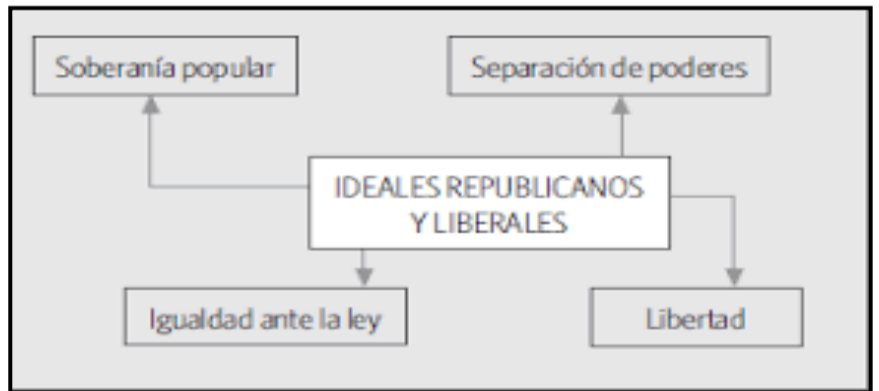 Soberanía popular
Separación de poderes
IDEALES REPUBLICANOS
Y LIBERALES
Igualdad ante la ley
Libertad